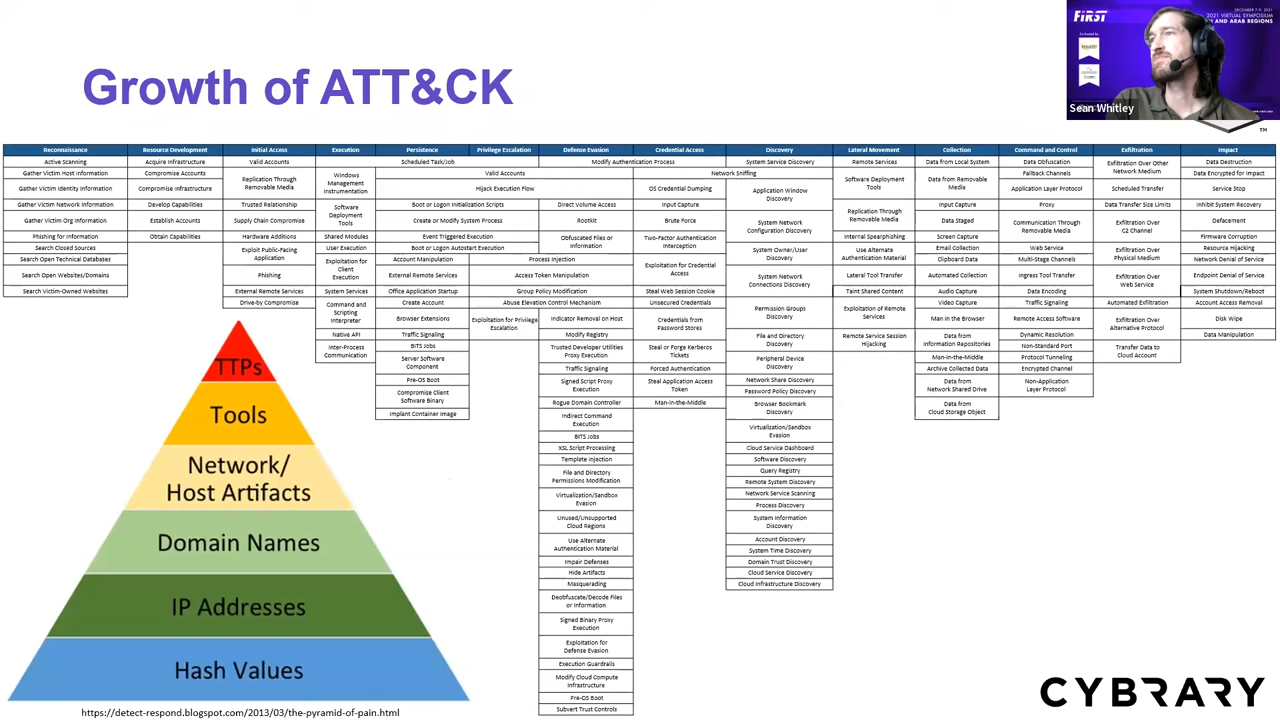 Growth of ATT&CK
FIRST
DECEMBER 7-9, 2021
2021 VIRTUAL SYMPOSIUM
AND ARAB REGIONS
Sean Whitley
TM
Reconnaissance
Active Scanning
Gather Victim Host Information
Gather Victim Identity Information
Gather Victim Network Information
Gather Victim Org Information
Phishing for Information
Search Closed Sources
Search Open Technical Databases
Search Open Websites/Domains
Search Victim-Owned Websites
Resource Development
Acquire Infrastructure
Compromise Accounts
Compromise Infrastructure
Develop Capabilities
Establish Accounts
Obtain Capabilities
Initial Access
Valid Accounts
Replication Through
Removable Media
Trusted Relationship
Supply Chain Compromise
Hardware Additions
Exploit Public-Facing
Application
Phishing
External Remote Services
Drive-by Compromise
Execution
Windows
Management
Instrumentation
Software
Deployment
Tools
Shared Modules
User Execution
Exploitation for
Client
Execution
System Services
Command and
Scripting
Interpreter
Native API
Inter-Process
Communication
Persistence
Privilege Escalation
Scheduled Task/Job
Valid Accounts
Hijack Execution Flow
Boot or Logon Initialization Scripts
Create or Modify System Process
Event Triggered Execution
Boot or Logon Autostart Execution
Account Manipulation
External Remote Services
Office Application Startup
Create Account
Browser Extensions
Traffic Signaling
BITS Jobs
Server Software
Component
Pre-OS Boot
Compromise Client
Software Binary
Implant Container Image
Process Injection
Access Token Manipulation
Group Policy Modification
Abuse Elevation Control Mechanism
Exploitation for Privilege
Escalation
Defense Evasion
Modify Authentication Process
Direct Volume Access
Rootkit
Obfuscated Files or
Information
Indicator Removal on Host
Modify Registry
Trusted Developer Utilities
Proxy Execution
Traffic Signaling
Signed Script Proxy
Execution
Rogue Domain Controller
Indirect Command
Execution
BITS Jobs
XSL Script Processing
Template Injection
File and Directory
Permissions Modification
Virtualization/Sandbox
Evasion
Unused/Unsupported
Cloud Regions
Use Alternate
Authentication Material
Impair Defenses
Hide Artifacts
Masquerading
Deobfuscate/Decode Files
or Information
Signed Binary Proxy
Execution
Exploitation for
Defense Evasion
Execution Guardrails
Modify Cloud Compute
Infrastructure
Pre-OS Boot
Subvert Trust Controls
Credential Access
Network Sniffing
OS Credential Dumping
Input Capture
Brute Force
Two-Factor Authentication
Interception
Exploitation for Credential
Access
Steal Web Session Cookie
Unsecured Credentials
Credentials from
Password Stores
Steal or Forge Kerberos
Tickets
Forced Authentication
Steal Application Access
Token
Man-in-the-Middle
Discovery
System Service Discovery
Application Window
Discovery
System Network
Configuration Discovery
System Owner/User
Discovery
System Network
Connections Discovery
Permission Groups
Discovery
File and Directory
Discovery
Peripheral Device
Discovery
Network Share Discovery
Password Policy Discovery
Browser Bookmark
Discovery
Virtualization/Sandbox
Evasion
Cloud Service Dashboard
Software Discovery
Query Registry
Remote System Discovery
Network Service Scanning
Process Discovery
System Information
Discovery
Account Discovery
System Time Discovery
Domain Trust Discovery
Cloud Service Discovery
Cloud Infrastructure Discovery
Lateral Movement
Remote Services
Software Deployment
Tools
Replication Through
Removable Media
Internal Spearphishing
Use Alternate
Authentication Material
Lateral Tool Transfer
Taint Shared Content
Exploitation of Remote
Services
Remote Service Session
Hijacking
Collection
Data from Local System
Data from Removable
Media
Input Capture
Data Staged
Screen Capture
Email Collection
Clipboard Data
Automated Collection
Audio Capture
Video Capture
Man in the Browser
Data from
Information Repositories
Man-in-the-Middle
Archive Collected Data
Data from
Network Shared Drive
Data from
Cloud Storage Object
Command and Control
Data Obfuscation
Fallback Channels
Application Layer Protocol
Proxy
Communication Through
Removable Media
Web Service
Multi-Stage Channels
Ingress Tool Transfer
Data Encoding
Traffic Signaling
Remote Access Software
Dynamic Resolution
Non-Standard Port
Protocol Tunneling
Encrypted Channel
Non-Application
Layer Protocol
Exfiltration
Exfiltration Over Other
Network Medium
Scheduled Transfer
Data Transfer Size Limits
Exfiltration Over
C2 Channel
Exfiltration Over
Physical Medium
Exfiltration Over
Web Service
Automated Exfiltration
Exfiltration Over
Alternative Protocol
Transfer Data to
Cloud Account
Impact
Data Destruction
Data Encrypted for Impact
Service Stop
Inhibit System Recovery
Defacement
Firmware Corruption
Resource Hijacking
Network Denial of Service
Endpoint Denial of Service
System Shutdown/Reboot
Account Access Removal
Disk Wipe
Data Manipulation
TTPs
Tools
Network/
Host Artifacts
Domain Names
IP Addresses
Hash Values
https://detect-respond.blogspot.com/2013/03/the-pyramid-of-pain.html
CYBRARY